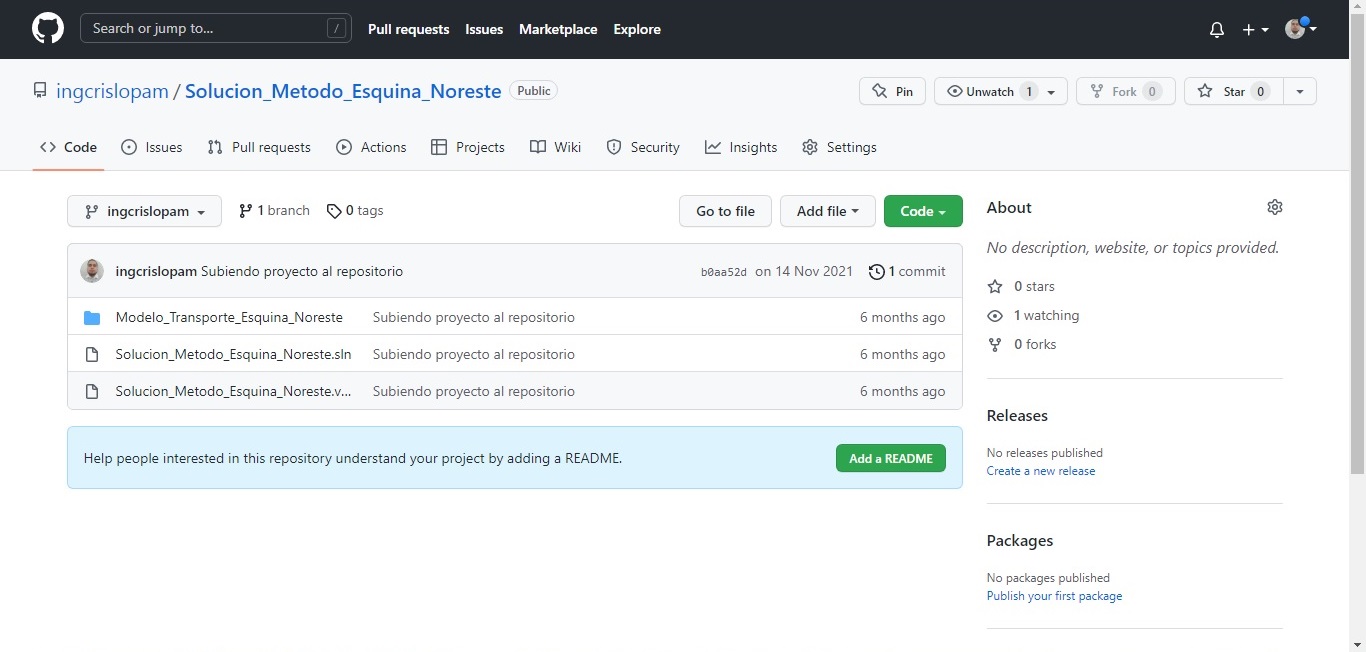 Search or jump to... / Pull requests Issues Marketplace Explore
ingcrislopam / Solucion_Metodo_Esquina_Noreste Public Pin Unwatch 1 Fork 0 Star 0
Code Issues Pull requests Actions Projects Wiki Security Insights Settings
ingcrislopam 1 branch 0 tags Go to file Add file Code
ingcrislopam Subiendo proyecto al repositorio b0aa52d on 14 Nov 2021 1 commit
Modelo_Transporte_Esquina_Noreste Subiendo proyecto al repositorio 6 months ago
Solucion_Metodo_Esquina_Noreste.sln Subiendo proyecto al repositorio 6 months ago
Solucion_Metodo_Esquina_Noreste.v... Subiendo proyecto al repositorio 6 months ago
Help people interested in this repository understand your project by adding a README. Add a README
About
No description, website, or topics provided.
0 stars
1 watching
0 forks
Releases
No releases published
Create a new release
Packages
No packages published
Publish your first package